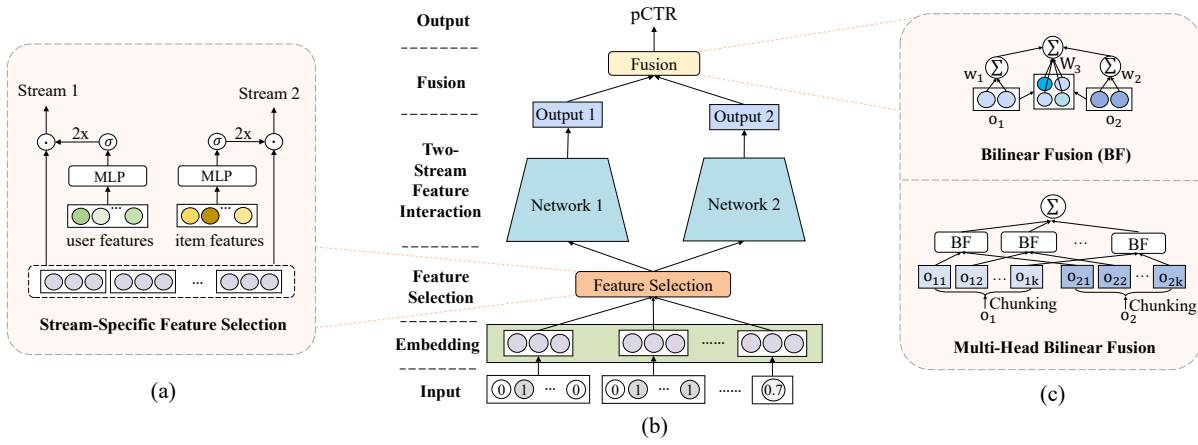 Stream 1
Stream 2
2x
σ
σ
2x
MLP
MLP
...
...
user features
item features
...
Stream-Specific Feature Selection
(a)
Output
Fusion
Two-
Stream
Feature
Interaction
Feature
Selection
Embedding
Input
pCTR
Fusion
Output 1
Output 2
Network 1
Network 2
Feature Selection
......
0 1 ... 0
0 1 ... 1
......
0.7
(b)
Σ
Σ
Σ
w₁
W₃
w₂
o₁
o₂
Bilinear Fusion (BF)
Σ
BF
BF
...
BF
o₁₁
o₁₂
...
o₁ₖ
o₂₁
o₂₂
...
o₂ₖ
Chunking
Chunking
o₁
o₂
Multi-Head Bilinear Fusion
(c)